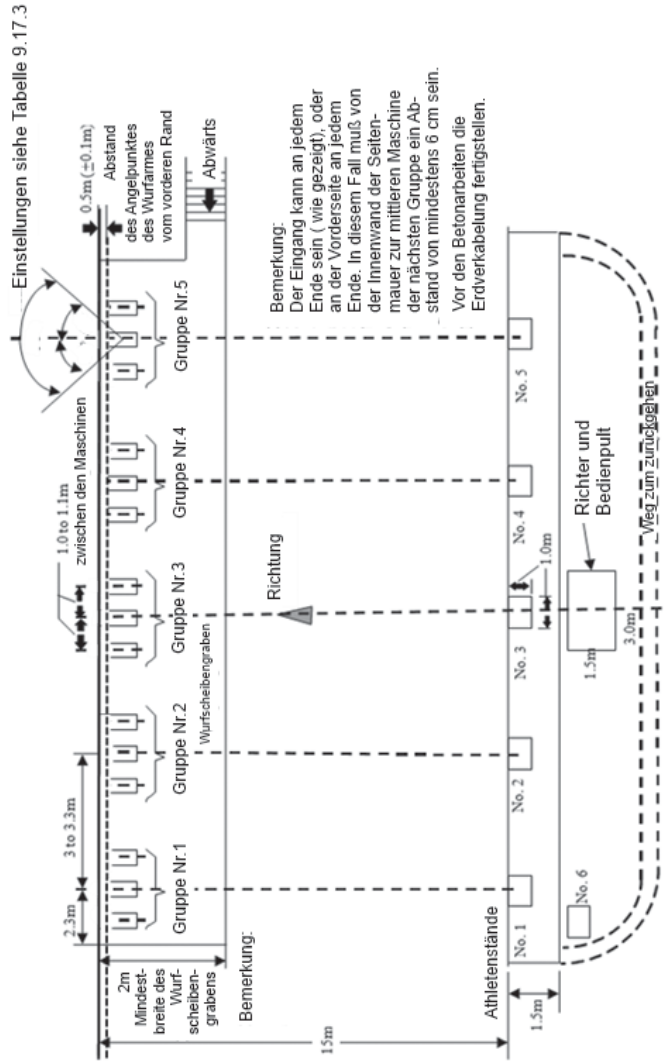 Einstellungen siehe Tabelle 9.17.3
0.5m (±0.1m)
Abstand
des Angelpunktes
des Wurfarmes
vom vorderen Rand
Abwärts
1.0 to 1.1m
zwischen den Maschinen
3 to 3.3m
2.3m
Gruppe Nr.1
Gruppe Nr.2
Gruppe Nr.3
Gruppe Nr.4
Gruppe Nr.5
Wurfscheibengraben
2m
Mindest-
breite des
Wurf-
scheiben-
grabens
Bemerkung:
Richtung
Bemerkung:
Der Eingang kann an jedem
Ende sein ( wie gezeigt), oder
an der Vorderseite an jedem
Ende. In diesem Fall muß von
der Innenwand der Seiten-
mauer zur mittleren Maschine
der nächsten Gruppe ein Ab-
stand von mindestens 6 cm sein.
Vor den Betonarbeiten die
Erdverkabelung fertigstellen.
15m
Athletenstände
No. 1
No. 2
No. 3
No. 4
No. 5
1.0m
1.5m
No. 6
1.5m
3.0m
Richter und
Bedienpult
Weg zum zurückgehen